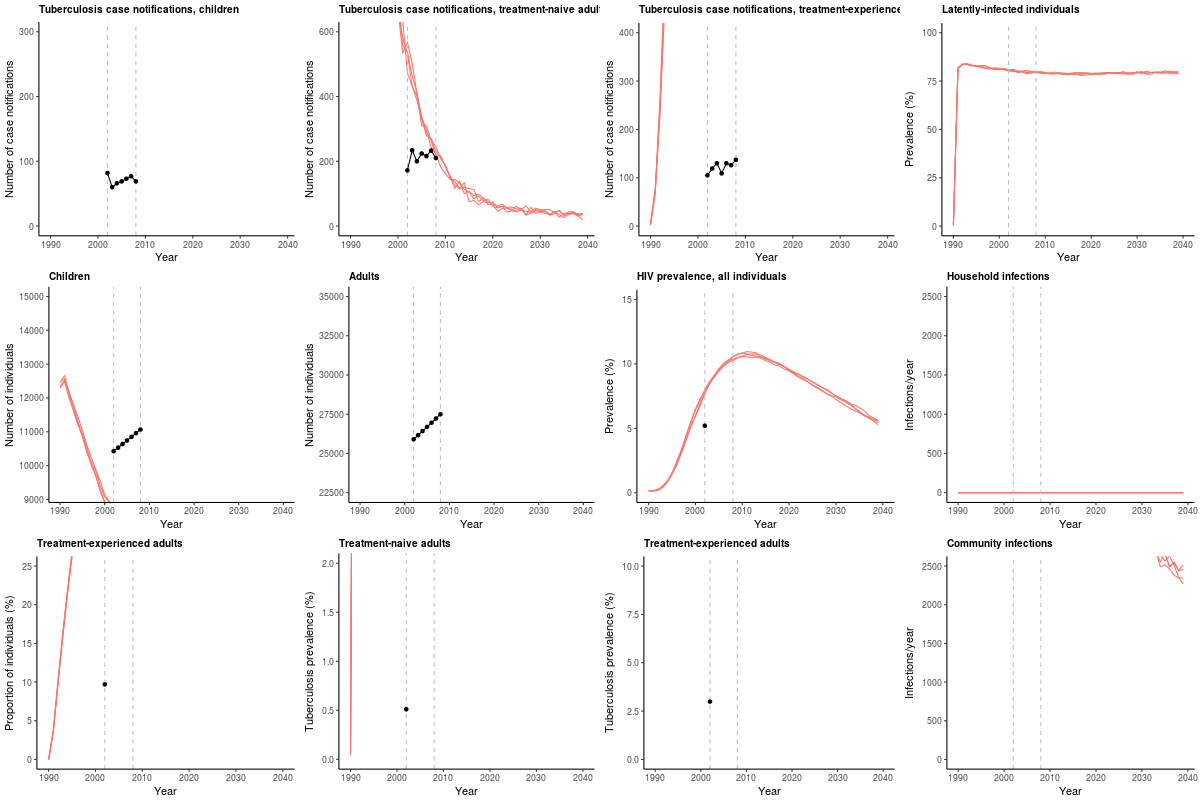 Tuberculosis case notifications, children
Number of case notifications
300
200
100
0
1990 2000 2010 2020 2030 2040
Year
Tuberculosis case notifications, treatment-naive adult
Number of case notifications
600
400
200
0
1990 2000 2010 2020 2030 2040
Year
Tuberculosis case notifications, treatment-experience
Number of case notifications
400
300
200
100
0
1990 2000 2010 2020 2030 2040
Year
Latently-infected individuals
Prevalence (%)
100
75
50
25
0
1990 2000 2010 2020 2030 2040
Year
Children
Number of individuals
15000
14000
13000
12000
11000
10000
9000
1990 2000 2010 2020 2030 2040
Year
Adults
Number of individuals
35000
32500
30000
27500
25000
22500
1990 2000 2010 2020 2030 2040
Year
HIV prevalence, all individuals
Prevalence (%)
15
10
5
0
1990 2000 2010 2020 2030 2040
Year
Household infections
Infections/year
2500
2000
1500
1000
500
0
1990 2000 2010 2020 2030 2040
Year
Treatment-experienced adults
Proportion of individuals (%)
25
20
15
10
5
0
1990 2000 2010 2020 2030 2040
Year
Treatment-naive adults
Tuberculosis prevalence (%)
2.0
1.5
1.0
0.5
0.0
1990 2000 2010 2020 2030 2040
Year
Treatment-experienced adults
Tuberculosis prevalence (%)
10.0
7.5
5.0
2.5
0.0
1990 2000 2010 2020 2030 2040
Year
Community infections
Infections/year
2500
2000
1500
1000
500
0
1990 2000 2010 2020 2030 2040
Year